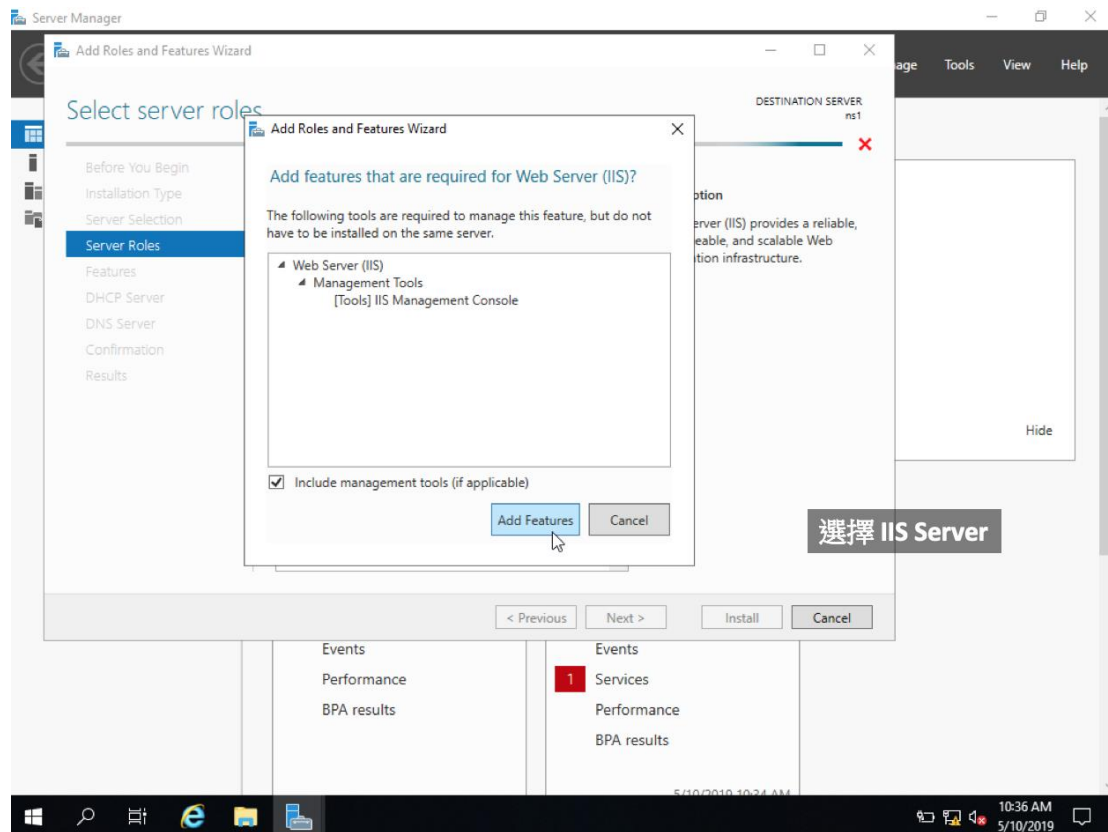 Server Manager
Add Roles and Features Wizard
age Tools View Help
Select server roles
DESTINATION SERVER
ns1
Add Roles and Features Wizard
Before You Begin
Installation Type
Server Selection
Server Roles
Features
DHCP Server
DNS Server
Confirmation
Results
Add features that are required for Web Server (IIS)?
The following tools are required to manage this feature, but do not
have to be installed on the same server.
Web Server (IIS)
Management Tools
[Tools] IIS Management Console
Include management tools (if applicable)
Add Features Cancel
ption
erver (IIS) provides a reliable,
eable, and scalable Web
tion infrastructure.
Hide
選擇 IIS Server
< Previous Next > Install Cancel
Events
Performance
BPA results
Events
1 Services
Performance
BPA results
5/10/2019 10:34 AM
10:36 AM
5/10/2019